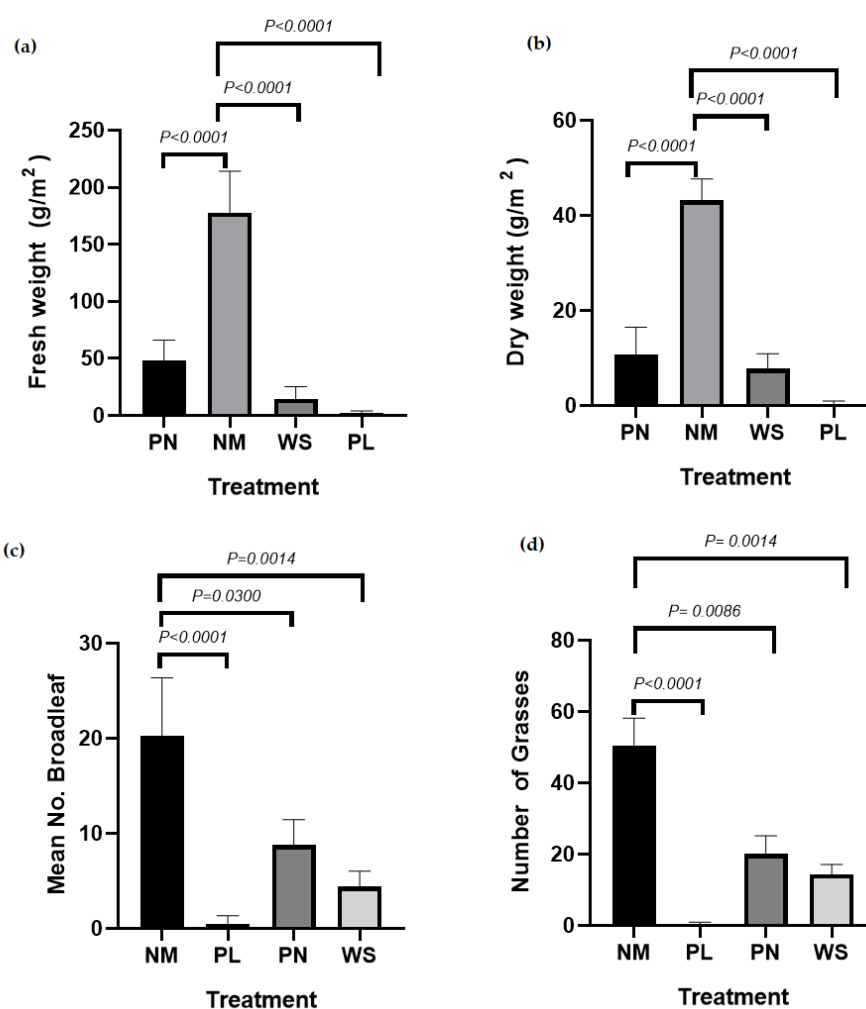 (a)
P<0.0001
P<0.0001
P<0.0001
250
200
150
100
50
0
Fresh weight (g/m²)
PN NM WS PL
Treatment
(b)
P<0.0001
P<0.0001
P<0.0001
60
40
20
0
Dry weight (g/m²)
PN NM WS PL
Treatment
(c)
P=0.0014
P=0.0300
P<0.0001
30
20
10
0
Mean No. Broadleaf
NM PL PN WS
Treatment
(d)
P= 0.0014
P= 0.0086
P<0.0001
80
60
40
20
0
Number of Grasses
NM PL PN WS
Treatment